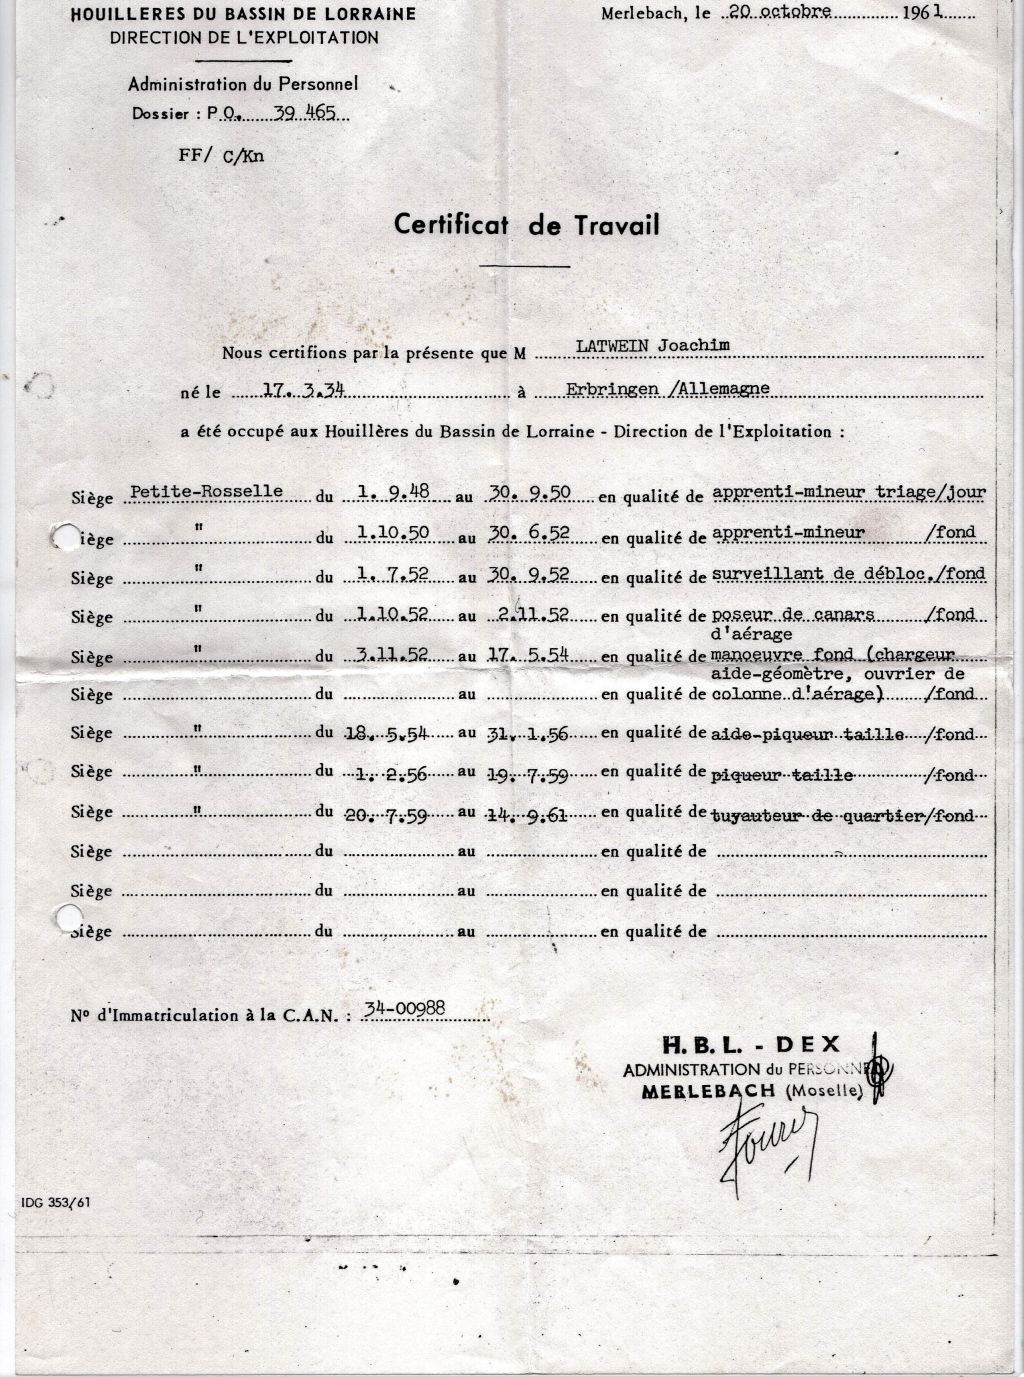 HOUILLERES DU BASSIN DE LORRAINE
DIRECTION DE L'EXPLOITATION
Merlebach, le 20 octobre 1961
Administration du Personnel
Dossier : P.O. 39 465
FF/ C/Kn
Certificat de Travail
Nous certifions par la présente que M LATWEIN Joachim
né le 17. 3.34 à Erbringen /Allemagne
a été occupé aux Houillères du Bassin de Lorraine - Direction de l'Exploitation :
Siège Petite-Rosselle du 1. 9.48 au 30. 9.50 en qualité de apprenti-mineur triage/jour
iège " du 1.10.50 au 30. 6.52 en qualité de apprenti-mineur /fond
Siège " du 1. 7.52 au 30. 9.52 en qualité de surveillant de débloc./fond
Siège " du 1.10.52 au 2.11.52 en qualité de poseur de canars /fond
d'aérage
Siège " du 3.11.52 au 17. 5.54 en qualité de manoeuvre fond (chargeur
aide-géomètre, ouvrier de
Siège du au en qualité de colonne d'aérage) /fond
Siège " du 18. 5.54 au 31. 1.56 en qualité de aide-piqueur taille /fond
Siège " du 1. 2.56 au 19. 7.59 en qualité de piqueur taille /fond
Siège " du 20. 7.59 au 14. 9.61 en qualité de tuyauteur de quartier/fond
Siège du au en qualité de
Siège du au en qualité de
Siège du au en qualité de
N° d'Immatriculation à la C.A.N. : 34-00988
H.B.L. - DEX
ADMINISTRATION du PERSONNEL
MERLEBACH (Moselle)
IDG 353/61